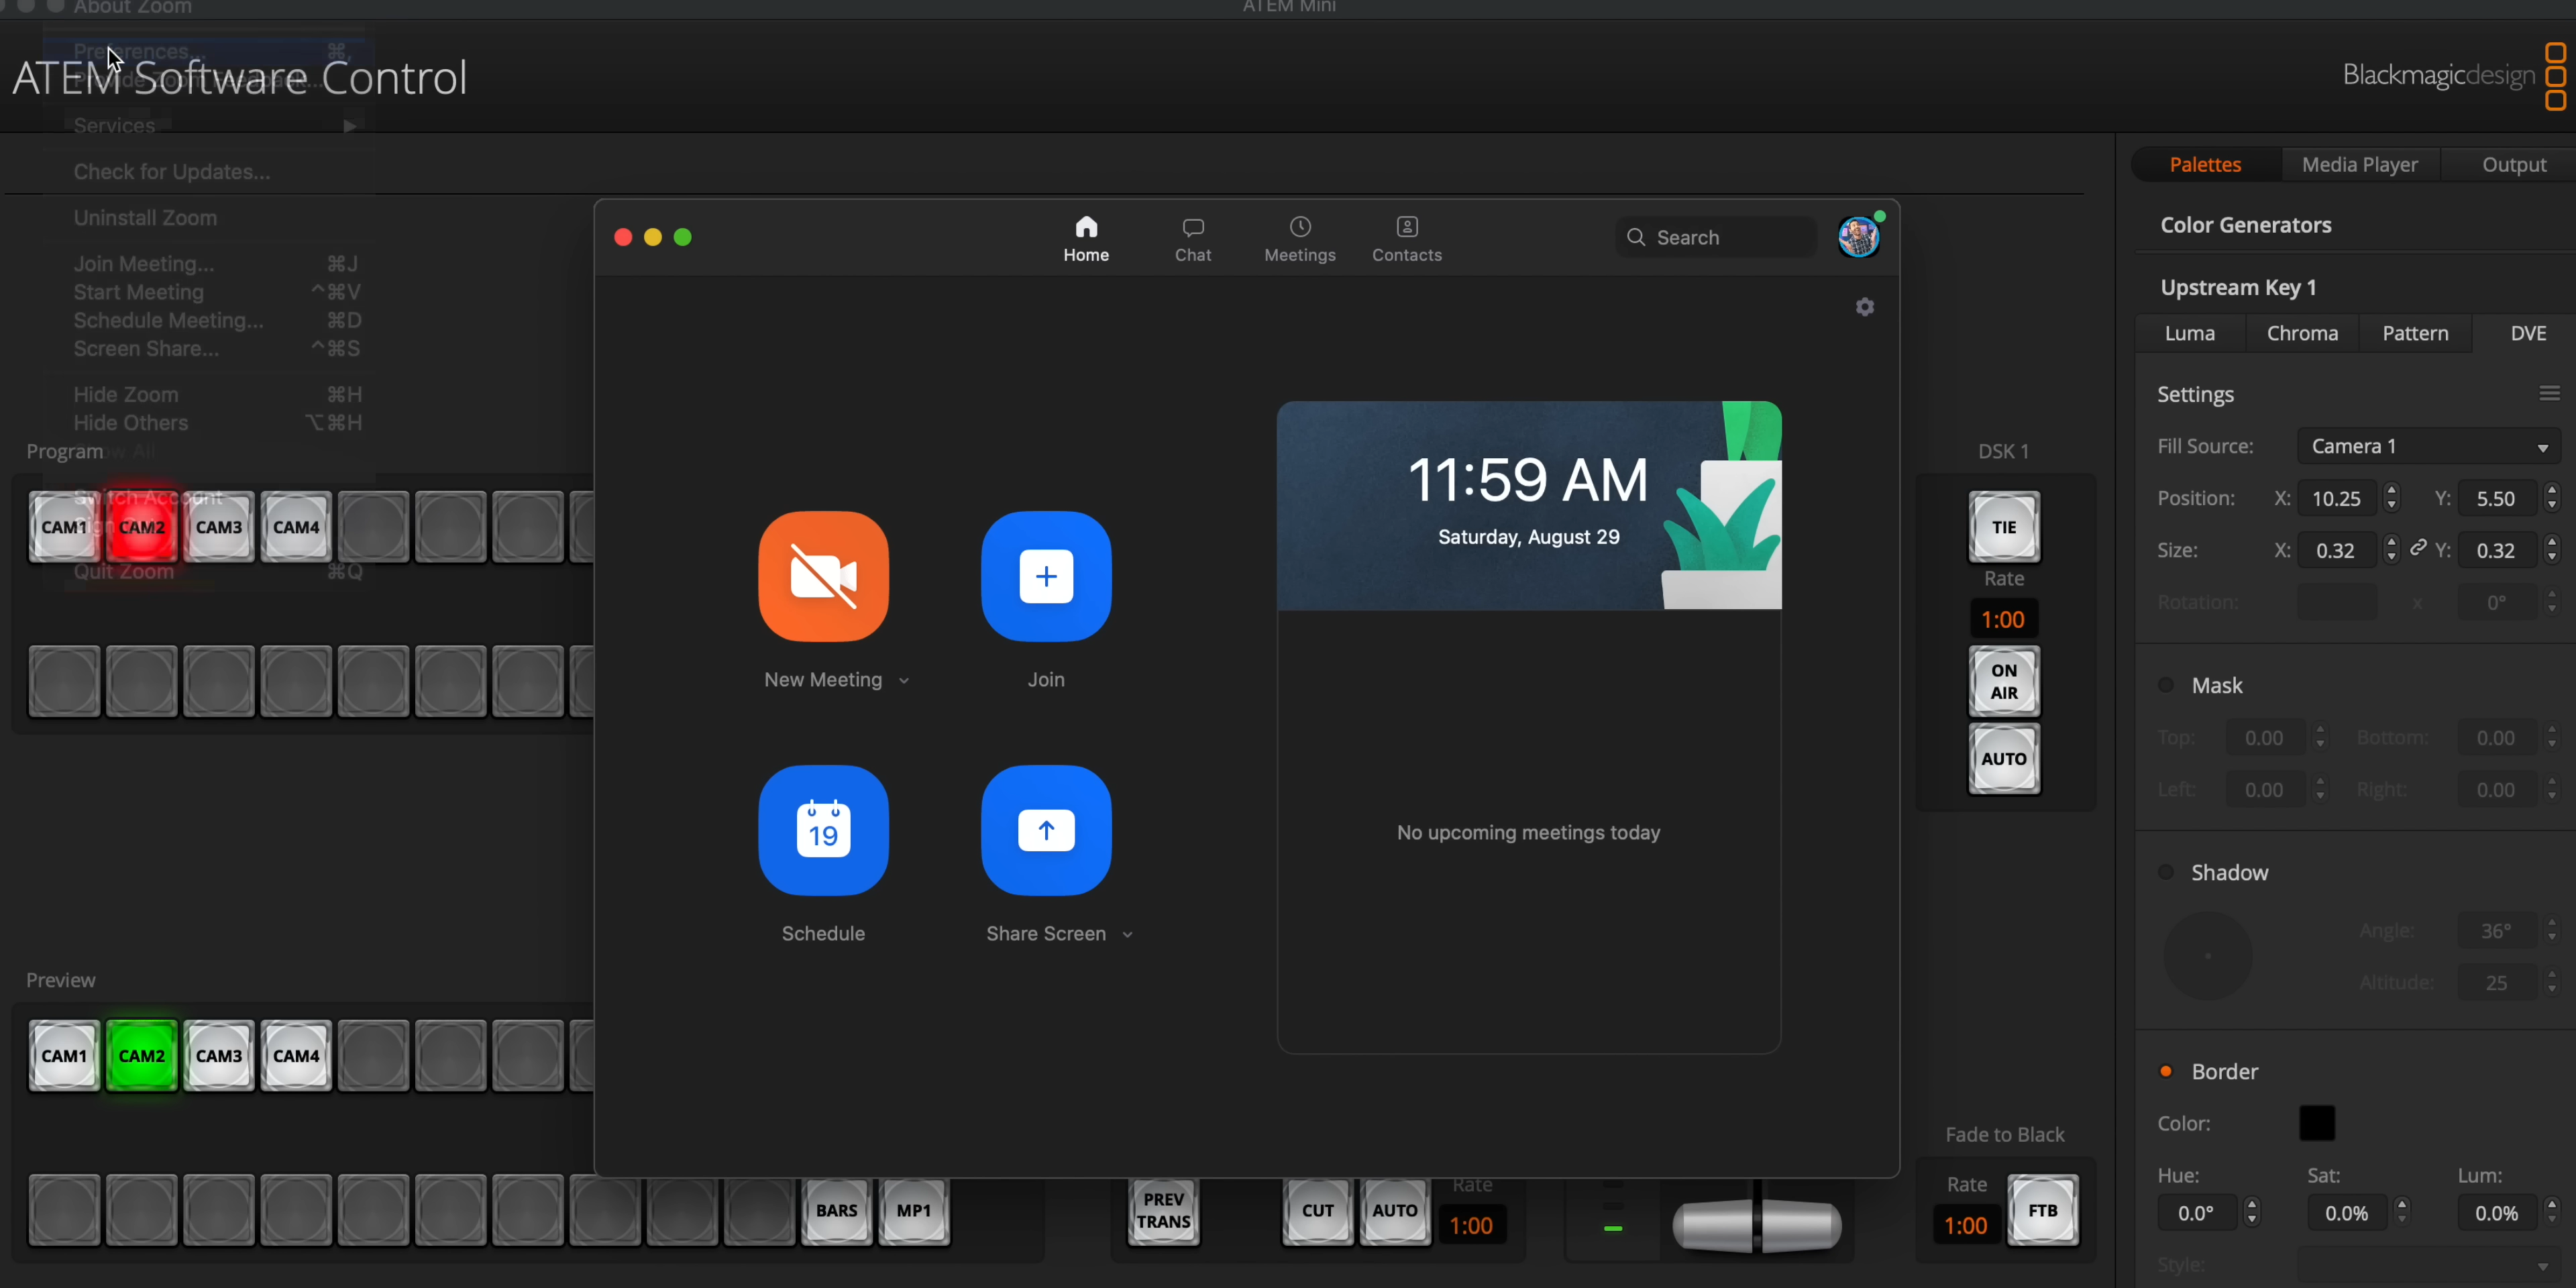 About Zoom
ATEM Mini
Preferences... ⌘,
Provide Zoom Feedback...
ATEM Software Control
Blackmagicdesign
Services ▶
Check for Updates...
Uninstall Zoom
Join Meeting... ⌘J
Start Meeting ^⌘V
Schedule Meeting... ⌘D
Screen Share... ^⌘S
Hide Zoom ⌘H
Hide Others ⌥⌘H
Switch Account
Quit Zoom ⌘Q
Program
CAM1 CAM2 CAM3 CAM4
Preview
CAM1 CAM2 CAM3 CAM4
BARS MP1
PREV TRANS
CUT AUTO
Rate
1:00
Home Chat Meetings Contacts
Search
New Meeting
Join
19
Schedule
Share Screen
11:59 AM
Saturday, August 29
No upcoming meetings today
DSK 1
TIE
Rate
1:00
ON
AIR
AUTO
Fade to Black
Rate
1:00
FTB
Palettes Media Player Output
Color Generators
Upstream Key 1
Luma Chroma Pattern DVE
Settings
Fill Source: Camera 1
Position: X: 10.25 Y: 5.50
Size: X: 0.32 Y: 0.32
Rotation: x 0°
Mask
Top: 0.00 Bottom: 0.00
Left: 0.00 Right: 0.00
Shadow
Angle: 36°
Altitude: 25
Border
Color:
Hue: Sat: Lum:
0.0° 0.0% 0.0%
Style: